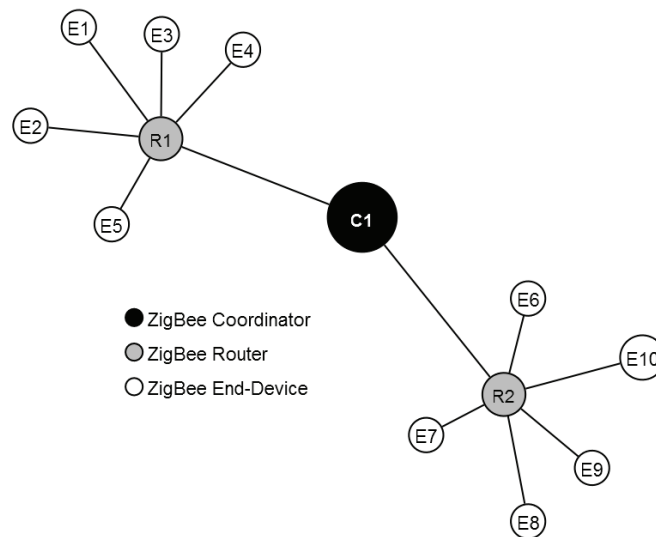 E1
E3
E4
E2
R1
E5
C1
E6
ZigBee Coordinator
ZigBee Router
E10
ZigBee End-Device
R2
E7
E9
E8